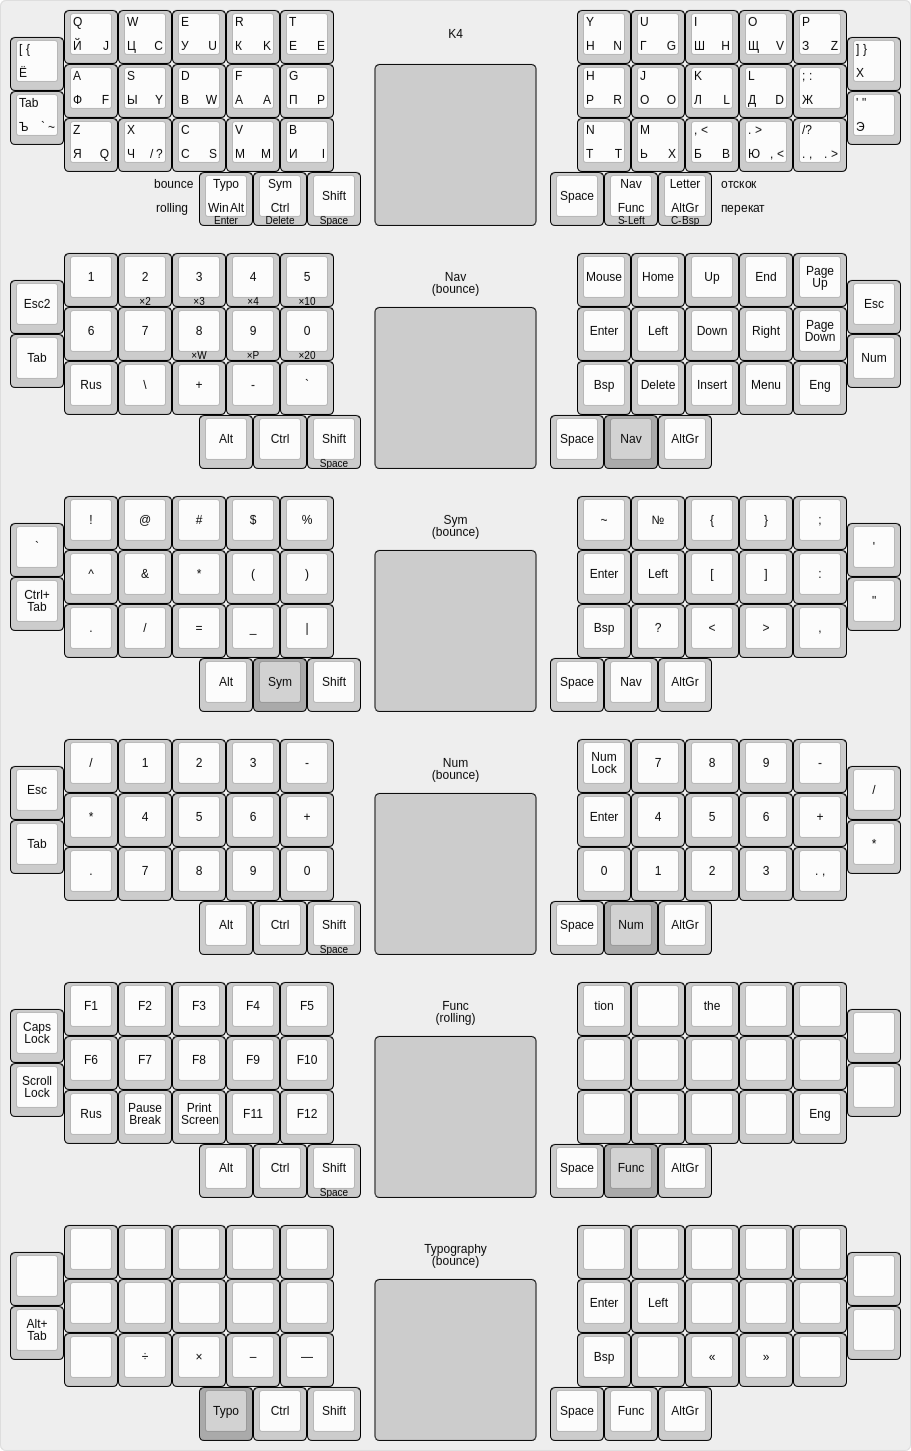 K4
Q W E R T Y U I O P
[ { Й J Ц C У U К K Е E Н N Г G Ш H Щ V З Z ] }
Ё Х
A S D F G H J K L ; :
Tab Ф F Ы Y В W А A П P Р R О O Л L Д D Ж ' "
Ъ ` ~ Э
Z X C V B N M , < . > /?
Я Q Ч / ? С S М M И I Т T Ь X Б B Ю , < . , . >
bounce Typo Sym Shift Space Nav Letter отскок
rolling Win Alt Ctrl Func AltGr перекат
Enter Delete Space S-Left C-Bsp
Nav
(bounce)
1 2 3 4 5 Mouse Home Up End Page Up
Esc2 ×2 ×3 ×4 ×10 Esc
6 7 8 9 0 Enter Left Down Right Page Down
Tab ×W ×P ×20 Num
Rus \ + - ` Bsp Delete Insert Menu Eng
Alt Ctrl Shift Space Nav AltGr
Space
Sym
(bounce)
! @ # $ % ~ № { } ;
` '
^ & * ( ) Enter Left [ ] :
Ctrl+ Tab "
. / = _ | Bsp ? < > ,
Alt Sym Shift Space Nav AltGr
Num
(bounce)
/ 1 2 3 - Num Lock 7 8 9 -
Esc /
* 4 5 6 + Enter 4 5 6 +
Tab *
. 7 8 9 0 0 1 2 3 . ,
Alt Ctrl Shift Space Num AltGr
Space
Func
(rolling)
F1 F2 F3 F4 F5 tion the
Caps Lock
F6 F7 F8 F9 F10
Scroll Lock
Rus Pause Break Print Screen F11 F12 Eng
Alt Ctrl Shift Space Func AltGr
Space
Typography
(bounce)
Enter Left
Alt+ Tab
÷ × – — Bsp « »
Typo Ctrl Shift Space Func AltGr